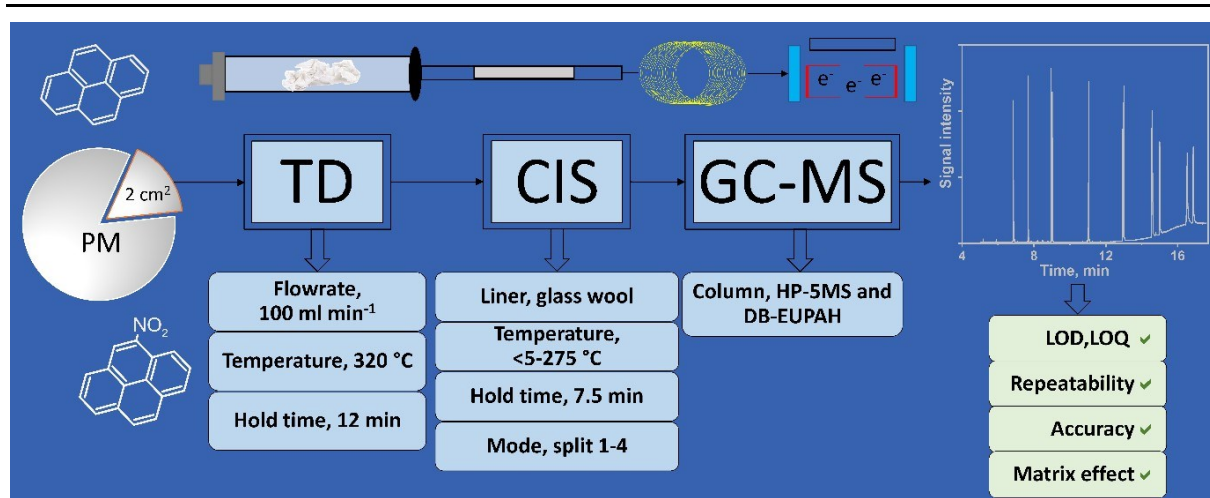 e⁻ e⁻ e⁻
2 cm²
PM
TD
CIS
GC-MS
NO₂
Flowrate,
100 ml min⁻¹
Temperature, 320 °C
Hold time, 12 min
Liner, glass wool
Temperature,
<5-275 °C
Hold time, 7.5 min
Mode, split 1-4
Column, HP-5MS and
DB-EUPAH
Signal intensity
4 8 12 16
Time, min
LOD,LOQ ✓
Repeatability ✓
Accuracy ✓
Matrix effect ✓